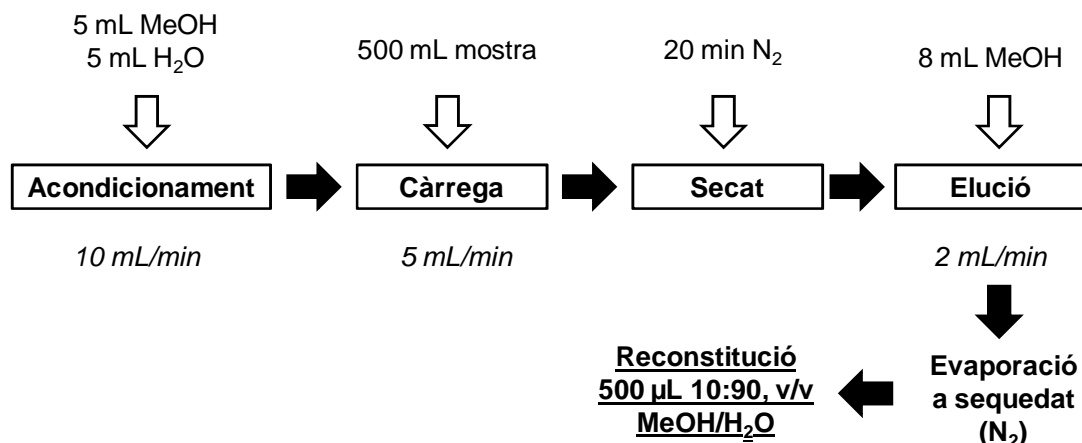 5 mL MeOH
5 mL H₂O
500 mL mostra
20 min N₂
8 mL MeOH
Acondicionament
Càrrega
Secat
Elució
10 mL/min
5 mL/min
2 mL/min
Reconstitució
500 µL 10:90, v/v
MeOH/H₂O
Evaporació
a sequedat
(N₂)